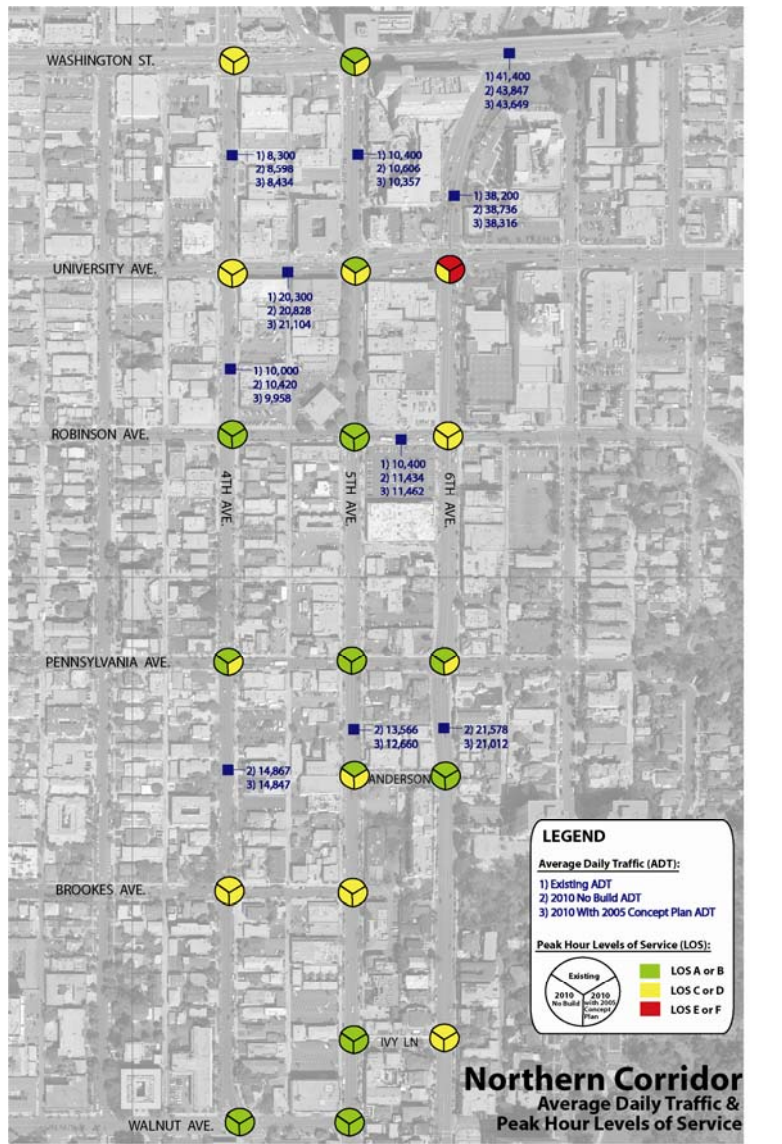 WASHINGTON ST.
1) 41,400
2) 43,847
3) 43,649
1) 8,300
2) 8,598
3) 8,434
1) 10,400
2) 10,606
3) 10,357
1) 38,200
2) 38,736
3) 38,316
UNIVERSITY AVE.
1) 20,300
2) 20,828
3) 21,104
1) 10,000
2) 10,420
3) 9,958
ROBINSON AVE.
1) 10,400
2) 11,434
3) 11,462
4TH AVE.
5TH AVE.
6TH AVE.
PENNSYLVANIA AVE.
2) 13,566
3) 12,660
2) 21,578
3) 21,012
2) 14,867
3) 14,847
ANDERSON
BROOKES AVE.
LEGEND
Average Daily Traffic (ADT):
1) Existing ADT
2) 2010 No Build ADT
3) 2010 With 2005 Concept Plan ADT
Peak Hour Levels of Service (LOS):
Existing
2010
No Build
2010
with 2005
Concept
Plan
LOS A or B
LOS C or D
LOS E or F
IVY LN
WALNUT AVE.
Northern Corridor
Average Daily Traffic &
Peak Hour Levels of Service